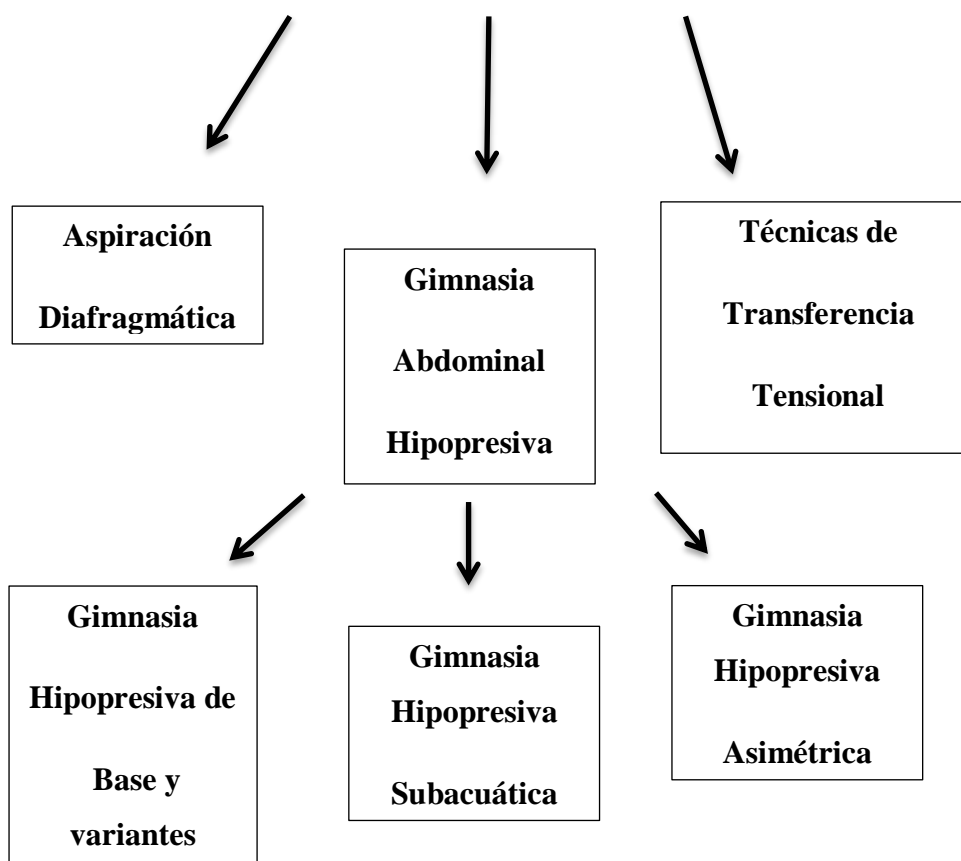 Aspiración
Diafragmática
Gimnasia
Abdominal
Hipopresiva
Técnicas de
Transferencia
Tensional
Gimnasia
Hipopresiva de
Base y
variantes
Gimnasia
Hipopresiva
Subacuática
Gimnasia
Hipopresiva
Asimétrica